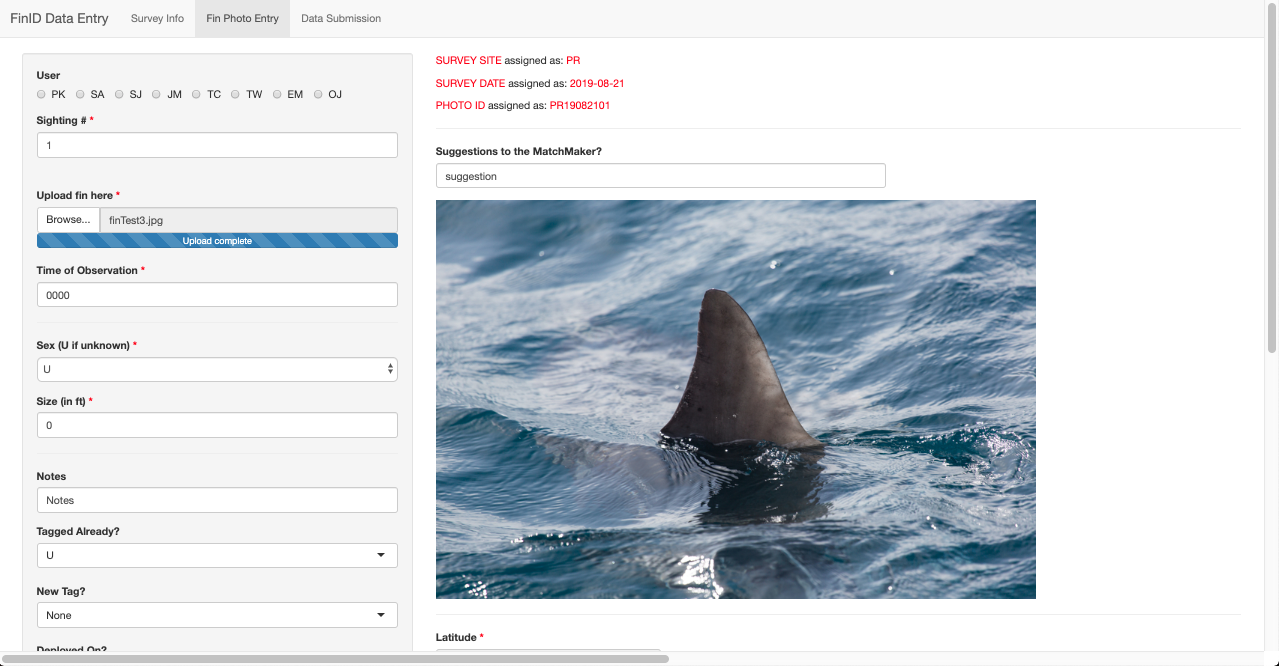 FinID Data Entry Survey Info Fin Photo Entry Data Submission
User
PK SA SJ JM TC TW EM OJ
Sighting # *
1
Upload fin here *
Browse... finTest3.jpg
Upload complete
Time of Observation *
0000
Sex (U if unknown) *
U
Size (in ft) *
0
Notes
Notes
Tagged Already?
U
New Tag?
None
Deployed On?
SURVEY SITE assigned as: PR
SURVEY DATE assigned as: 2019-08-21
PHOTO ID assigned as: PR19082101
Suggestions to the MatchMaker?
suggestion
Latitude *